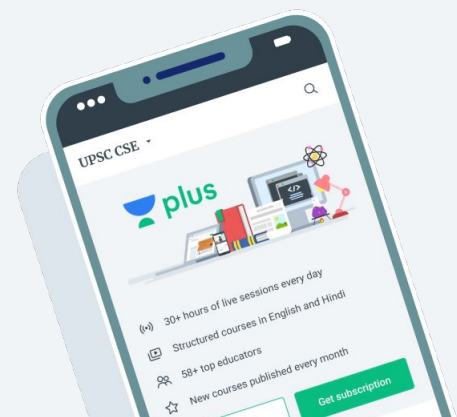 UPSC CSE
plus
</>
30+ hours of live sessions every day
Structured courses in English and Hindi
58+ top educators
New courses published every month
Get subscription